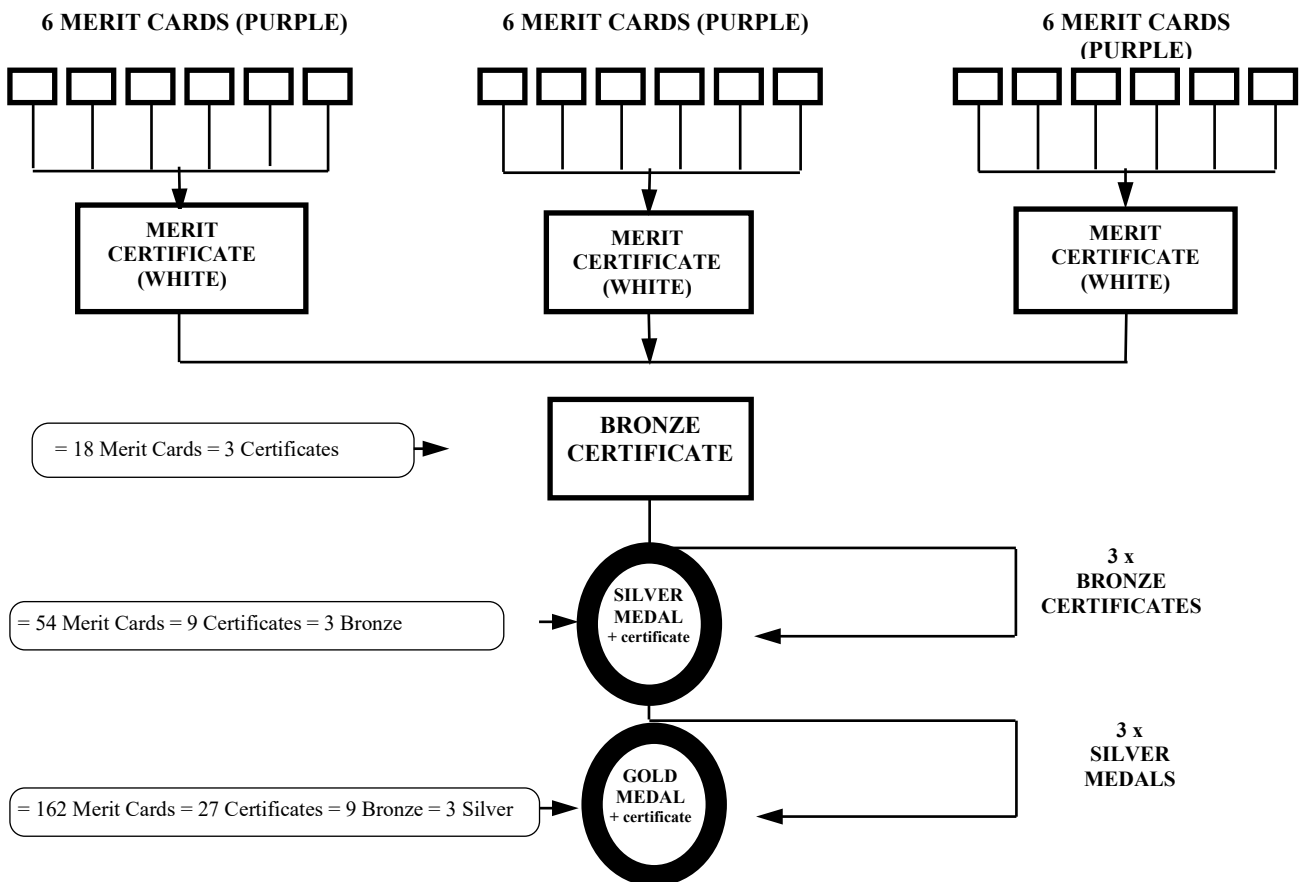 6 MERIT CARDS (PURPLE)
6 MERIT CARDS (PURPLE)
6 MERIT CARDS
(PURPLE)
MERIT
CERTIFICATE
(WHITE)
MERIT
CERTIFICATE
(WHITE)
MERIT
CERTIFICATE
(WHITE)
BRONZE
CERTIFICATE
= 18 Merit Cards = 3 Certificates
3 x
BRONZE
CERTIFICATES
SILVER
MEDAL
+ certificate
= 54 Merit Cards = 9 Certificates = 3 Bronze
3 x
SILVER
MEDALS
GOLD
MEDAL
+ certificate
= 162 Merit Cards = 27 Certificates = 9 Bronze = 3 Silver